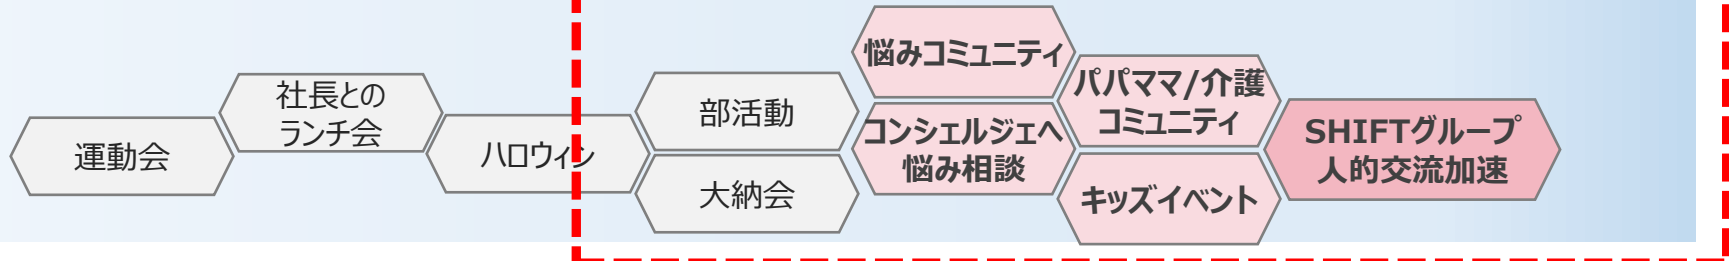 運動会
社長との
ランチ会
ハロウィン
部活動
大納会
悩みコミュニティ
コンシェルジェへ
悩み相談
パパママ/介護
コミュニティ
キッズイベント
SHIFTグループ
人的交流加速